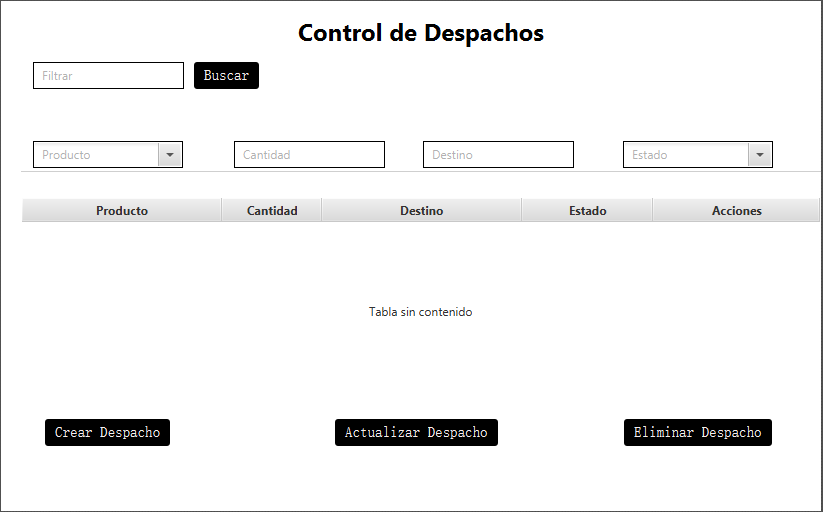 Control de Despachos
Filtrar Buscar
Producto Cantidad Destino Estado
Producto Cantidad Destino Estado Acciones
Tabla sin contenido
Crear Despacho Actualizar Despacho Eliminar Despacho